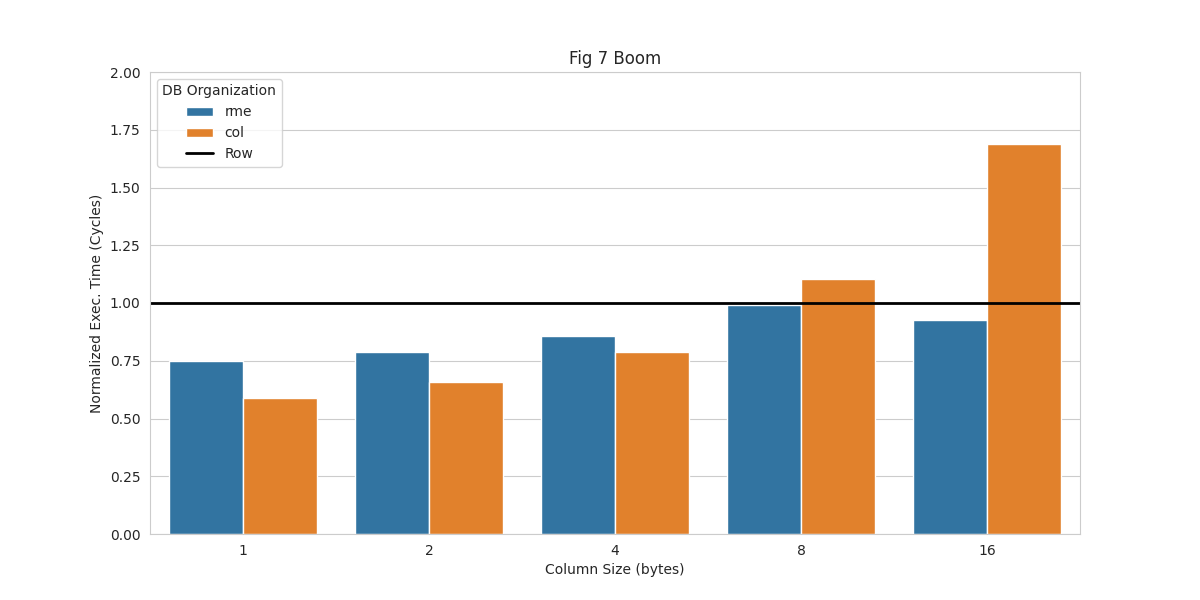 Fig 7 Boom
2.00
1.75
1.50
1.25
1.00
0.75
0.50
0.25
0.00
Normalized Exec. Time (Cycles)
DB Organization
rme
col
Row
1 2 4 8 16
Column Size (bytes)